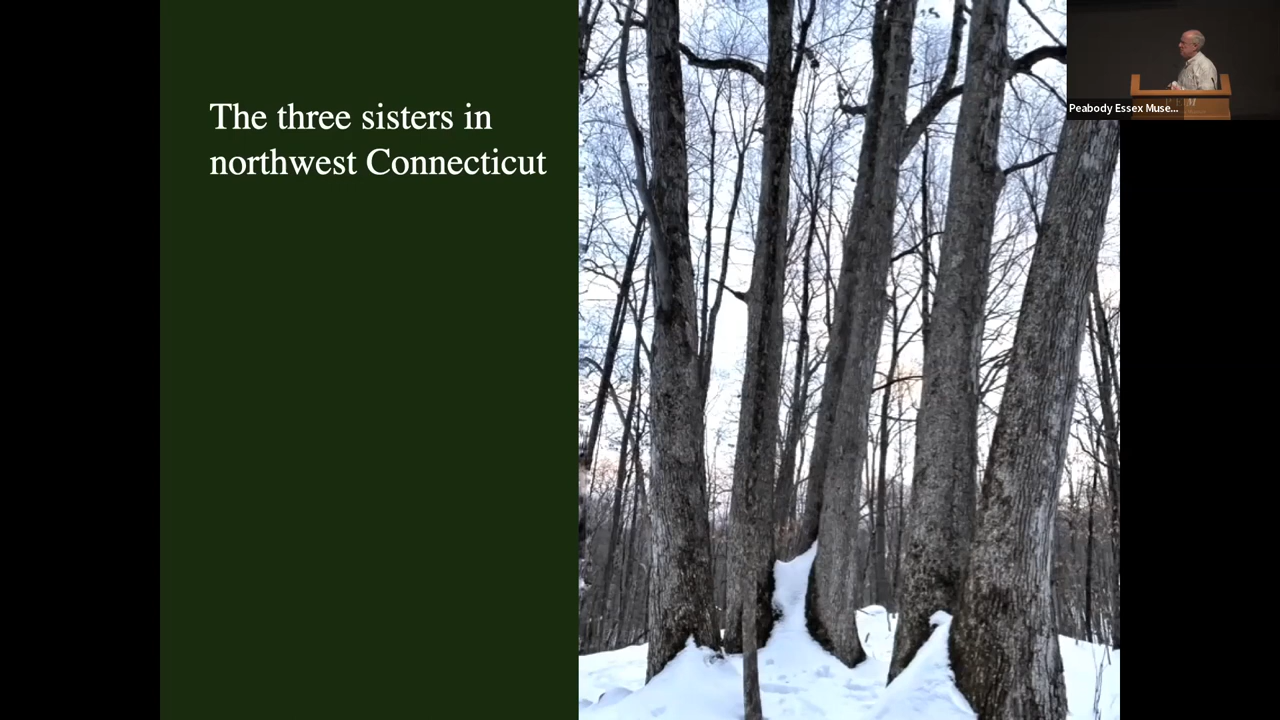 The three sisters in
northwest Connecticut
Peabody Essex Muse...